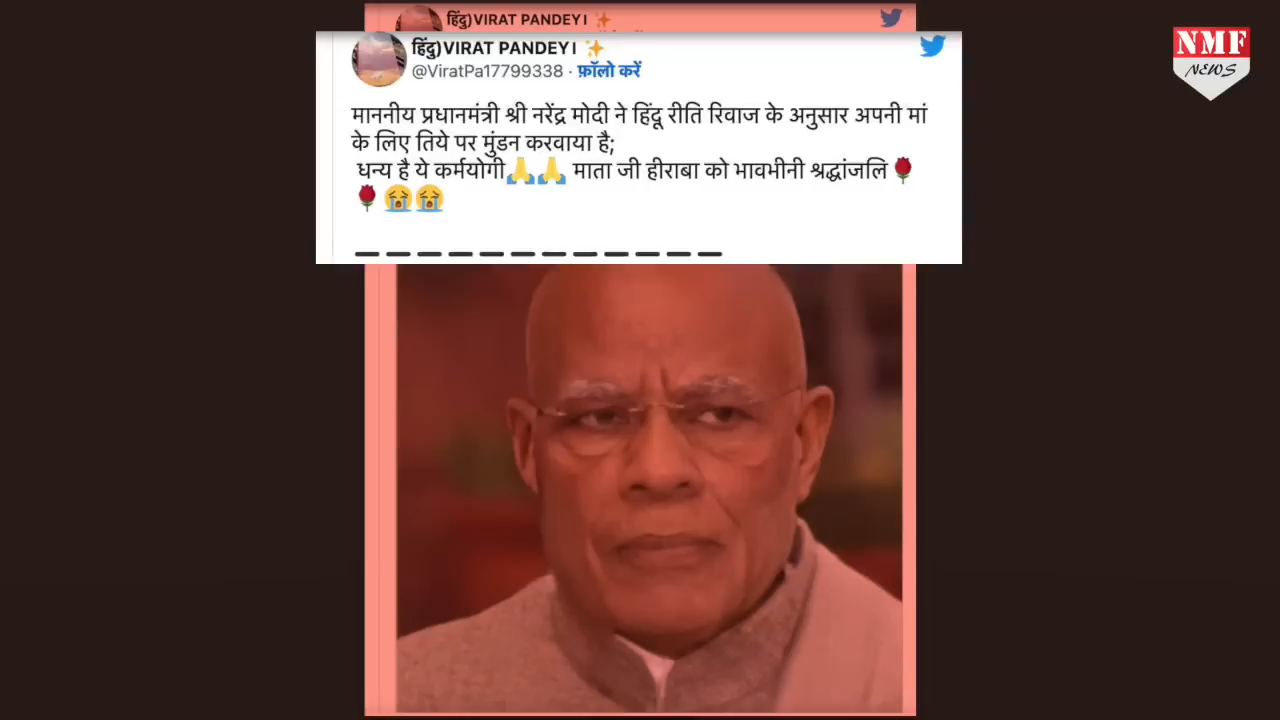 हिंदु)VIRAT PANDEY। ✨
हिंदु)VIRAT PANDEY। ✨
@ViratPa17799338 · फ़ॉलो करें
माननीय प्रधानमंत्री श्री नरेंद्र मोदी ने हिंदू रीति रिवाज के अनुसार अपनी मां
के लिए तिये पर मुंडन करवाया है;
धन्य है ये कर्मयोगी🙏🙏 माता जी हीराबा को भावभीनी श्रद्धांजलि🌹
🌹😭😭
NMF
NEWS